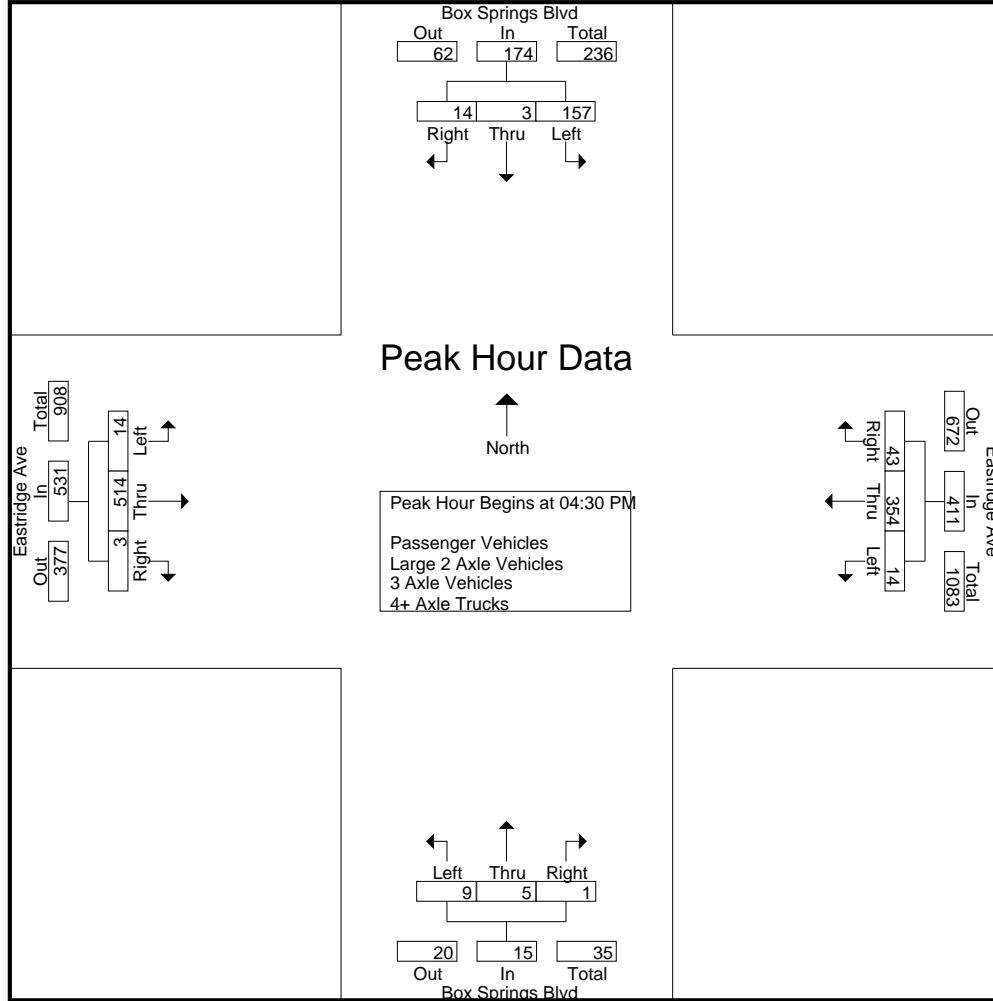 Box Springs Blvd
Out In Total
62 174 236
14 3 157
Right Thru Left
Peak Hour Data
North
Peak Hour Begins at 04:30 PM
Passenger Vehicles
Large 2 Axle Vehicles
3 Axle Vehicles
4+ Axle Trucks
Eastridge Ave
Total In Out
908 531 377
14 514 3
Left Thru Right
Eastridge Ave
Out In Total
672 411 1083
43 354 14
Right Thru Left
Left Thru Right
9 5 1
20 15 35
Out In Total
Box Springs Blvd